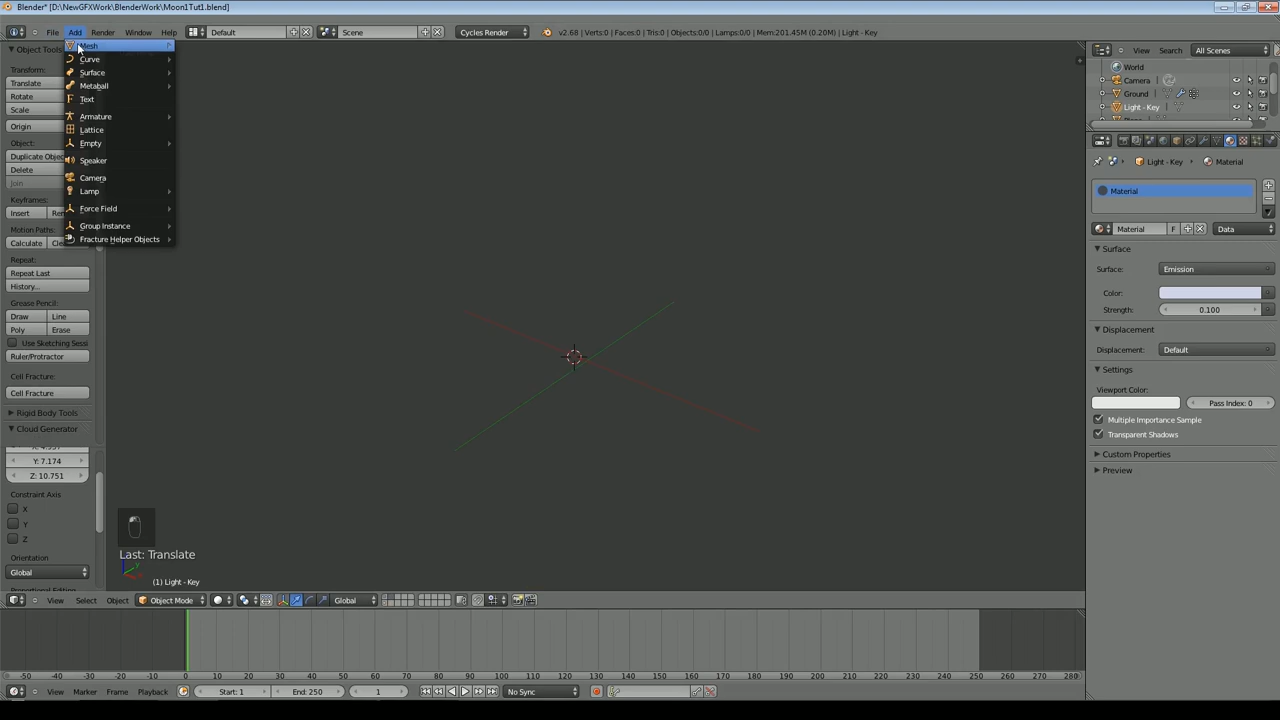 Blender* [D:\NewGFXWork\BlenderWork\Moon1Tut1.blend]
File Add Render Window Help Default Scene Cycles Render v2.68 | Verts:0 | Faces:0 | Tris:0 | Objects:0/0 | Lamps:0/0 | Mem:201.45M (0.20M) | Light - Key
View Search All Scenes
Mesh
Curve
Surface
Metaball
Text
Armature
Lattice
Empty
Speaker
Camera
Lamp
Force Field
Group Instance
Fracture Helper Objects
Object Tools
Transform:
Translate
Rotate
Scale
Origin
Object:
Duplicate Obje
Delete
Join
Keyframes:
Insert
Motion Paths:
Calculate
Repeat:
Repeat Last
History...
Grease Pencil:
Draw Line
Poly Erase
Use Sketching Sessi
Ruler/Protractor
Cell Fracture:
Cell Fracture
Rigid Body Tools
Cloud Generator
Y: 7.174
Z: 10.751
Constraint Axis
X
Y
Z
Orientation
Global
Last: Translate
(1) Light - Key
World
Camera
Ground
Light - Key
Light - Key Material
Material
Material F Data
Surface
Surface: Emission
Color:
Strength: 0.100
Displacement
Displacement: Default
Settings
Viewport Color:
Pass Index: 0
Multiple Importance Sample
Transparent Shadows
Custom Properties
Preview
View Select Object Object Mode Global
-50 -40 -30 -20 -10 0 10 20 30 40 50 60 70 80 90 100 110 120 130 140 150 160 170 180 190 200 210 220 230 240 250 260 270 280
View Marker Frame Playback Start: 1 End: 250 1 No Sync